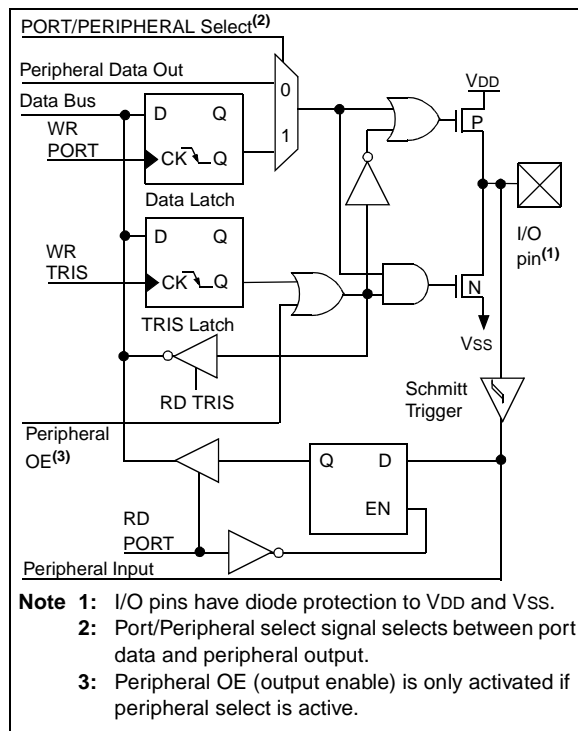 PORT/PERIPHERAL Select(2)
Peripheral Data Out
Data Bus
WR
PORT
D Q
CK Q
Data Latch
0
1
VDD
P
I/O
pin(1)
WR
TRIS
D Q
CK Q
TRIS Latch
N
VSS
RD TRIS
Schmitt
Trigger
Peripheral
OE(3)
Q D
EN
RD
PORT
Peripheral Input
Note 1: I/O pins have diode protection to VDD and VSS.
2: Port/Peripheral select signal selects between port
data and peripheral output.
3: Peripheral OE (output enable) is only activated if
peripheral select is active.